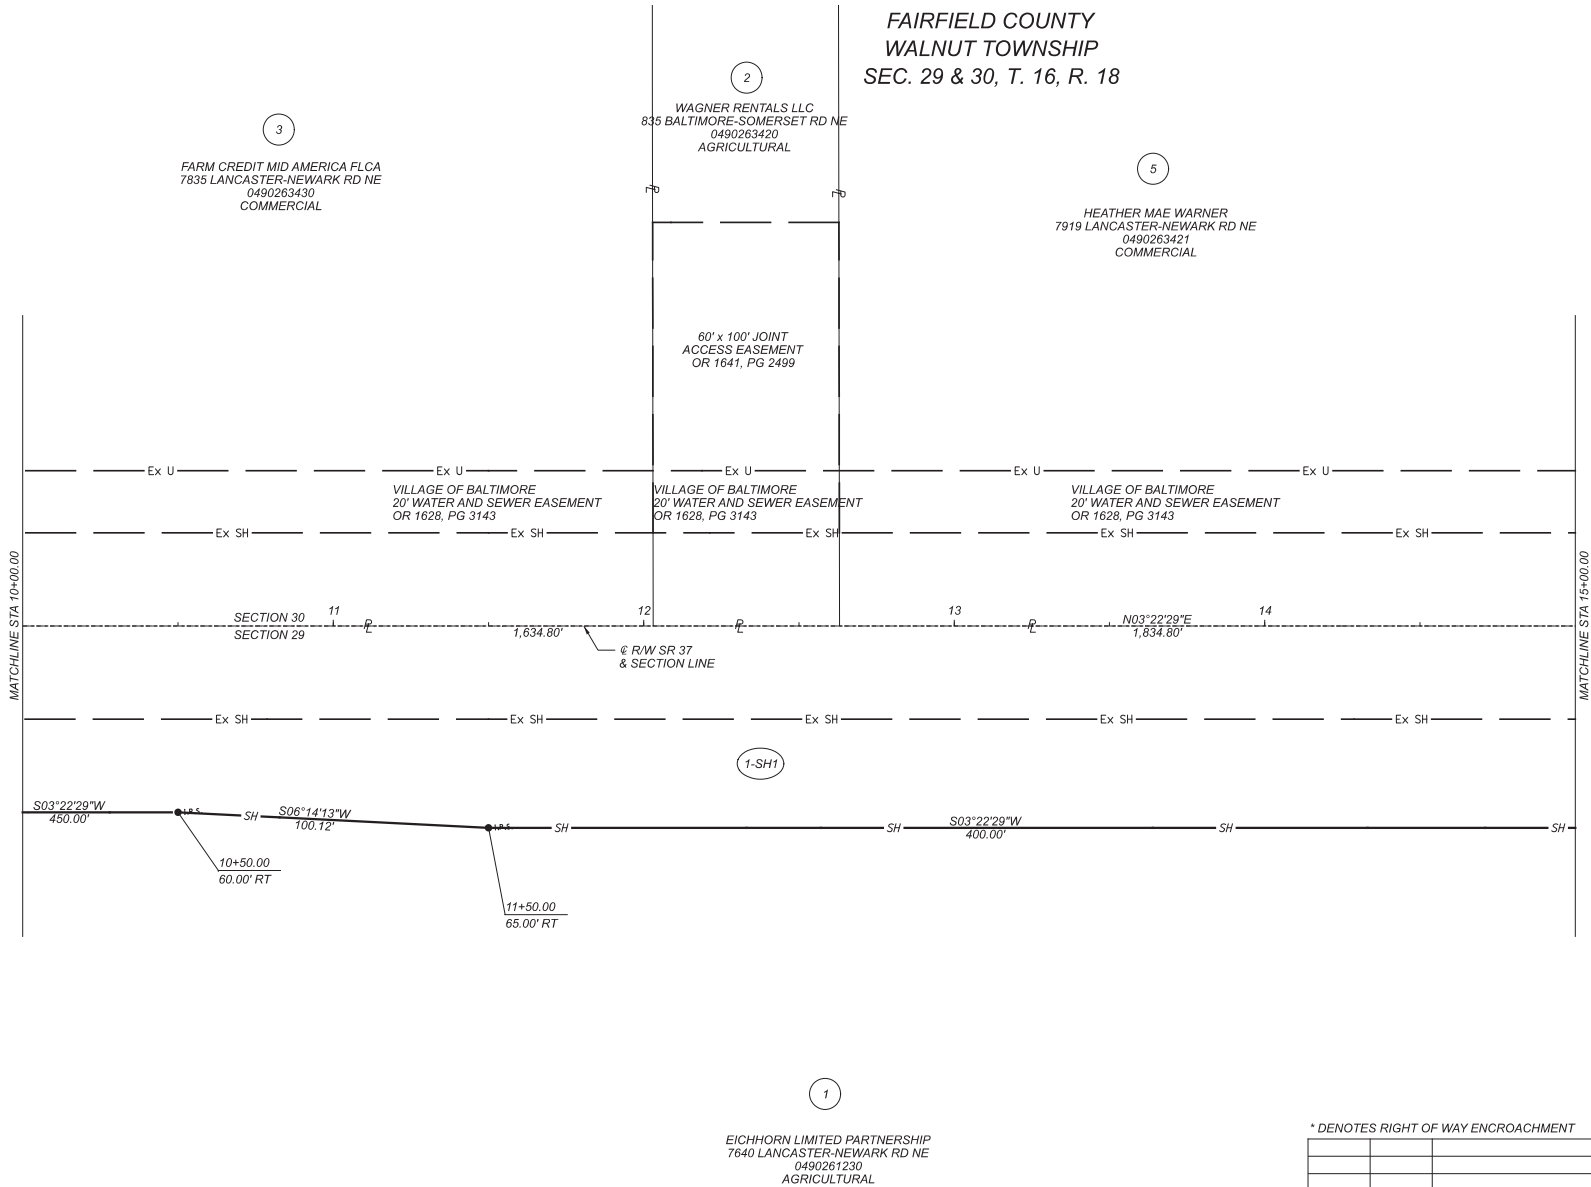 FAIRFIELD COUNTY
WALNUT TOWNSHIP
SEC. 29 & 30, T. 16, R. 18
2
WAGNER RENTALS LLC
835 BALTIMORE-SOMERSET RD NE
0490263420
AGRICULTURAL
3
FARM CREDIT MID AMERICA FLCA
7835 LANCASTER-NEWARK RD NE
0490263430
COMMERCIAL
5
HEATHER MAE WARNER
7919 LANCASTER-NEWARK RD NE
0490263421
COMMERCIAL
PL PL
60' x 100' JOINT
ACCESS EASEMENT
OR 1641, PG 2499
Ex U Ex U Ex U Ex U Ex U
VILLAGE OF BALTIMORE
20' WATER AND SEWER EASEMENT
OR 1628, PG 3143
VILLAGE OF BALTIMORE
20' WATER AND SEWER EASEMENT
OR 1628, PG 3143
VILLAGE OF BALTIMORE
20' WATER AND SEWER EASEMENT
OR 1628, PG 3143
Ex SH Ex SH Ex SH Ex SH Ex SH
MATCHLINE STA 10+00.00
MATCHLINE STA 15+00.00
SECTION 30
SECTION 29
11 12 13 14
PL PL PL
1,634.80'
N03°22'29"E
1,834.80'
℄ R/W SR 37
& SECTION LINE
Ex SH Ex SH Ex SH Ex SH Ex SH
1-SH1
S03°22'29"W
450.00'
I.P.S.
SH
S06°14'13"W
100.12'
I.P.S.
SH SH
S03°22'29"W
400.00'
SH SH
10+50.00
60.00' RT
11+50.00
65.00' RT
1
EICHHORN LIMITED PARTNERSHIP
7640 LANCASTER-NEWARK RD NE
0490261230
AGRICULTURAL
* DENOTES RIGHT OF WAY ENCROACHMENT